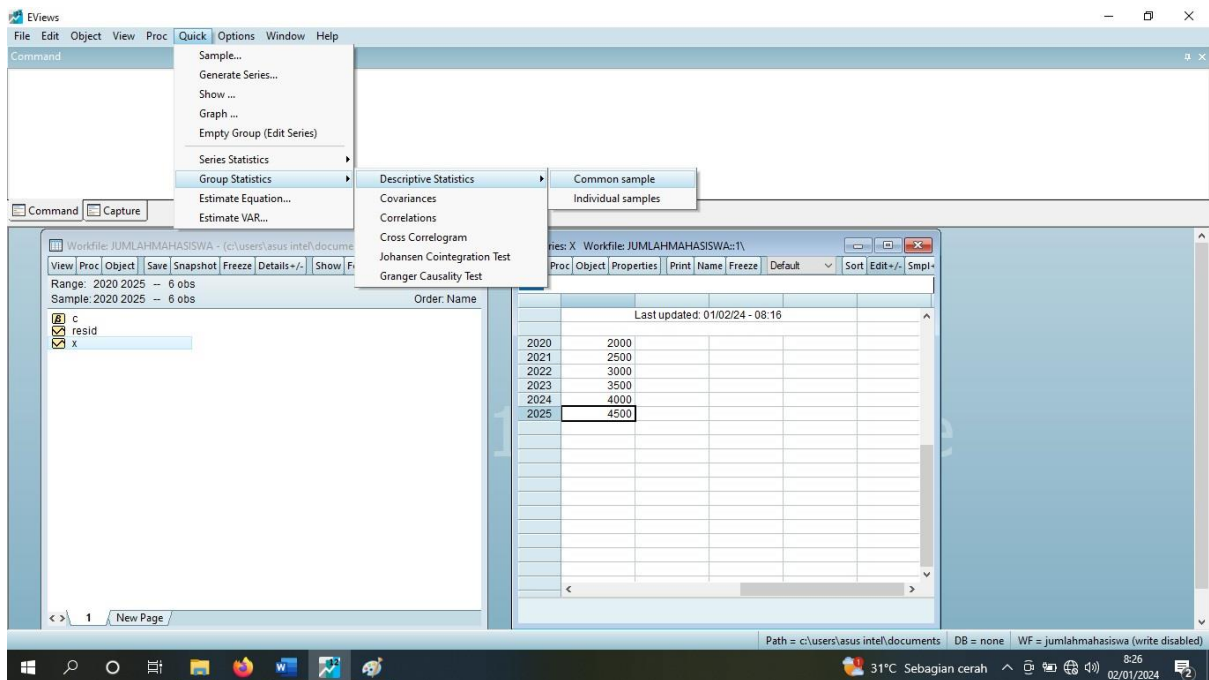 EViews
File Edit Object View Proc Quick Options Window Help
Command
Sample...
Generate Series...
Show ...
Graph ...
Empty Group (Edit Series)
Series Statistics
Group Statistics
Estimate Equation...
Estimate VAR...
Descriptive Statistics
Covariances
Correlations
Cross Correlogram
Johansen Cointegration Test
Granger Causality Test
Common sample
Individual samples
Command Capture
Workfile: JUMLAHMAHASISWA - (c:\users\asus intel\docume
View Proc Object Save Snapshot Freeze Details+/- Show
Range: 2020 2025 -- 6 obs
Sample: 2020 2025 -- 6 obs Order: Name
c
resid
x
1 New Page
X Workfile: JUMLAHMAHASISWA::1\
Proc Object Properties Print Name Freeze Default Sort Edit+/- Smpl+
Last updated: 01/02/24 - 08:16
2020 2000
2021 2500
2022 3000
2023 3500
2024 4000
2025 4500
Path = c:\users\asus intel\documents DB = none WF = jumlahmahasiswa (write disabled)
31°C Sebagian cerah 8:26
02/01/2024 2